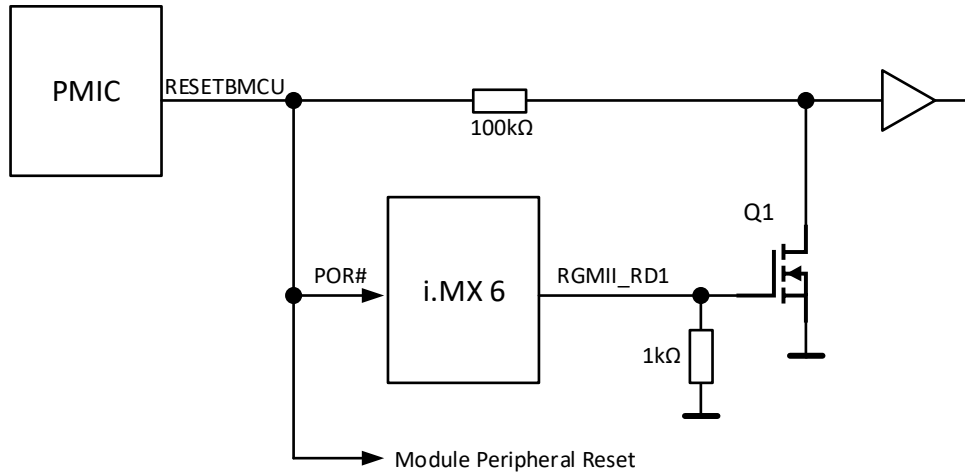 PMIC
RESETBMCU
100kΩ
Q1
POR#
i.MX 6
RGMII_RD1
1kΩ
Module Peripheral Reset